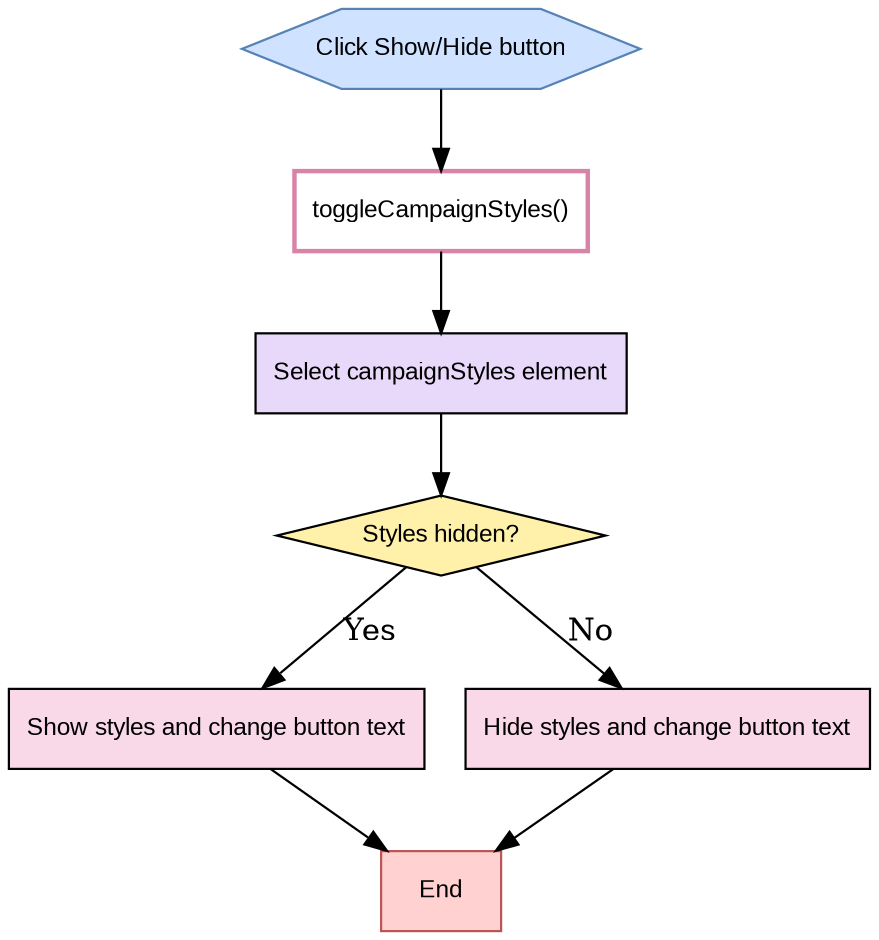 Click Show/Hide button
toggleCampaignStyles()
Select campaignStyles element
Styles hidden?
Yes
No
Show styles and change button text
Hide styles and change button text
End